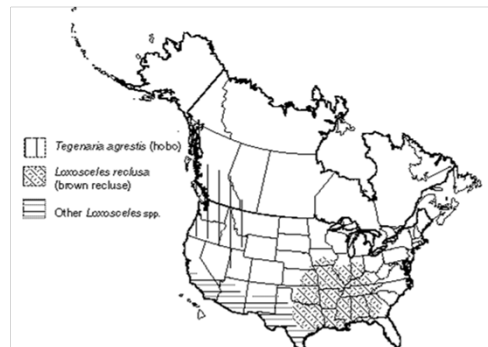 Tegenaria agrestis (hobo)
Loxosceles reclusa
(brown recluse)
Other Loxosceles spp.